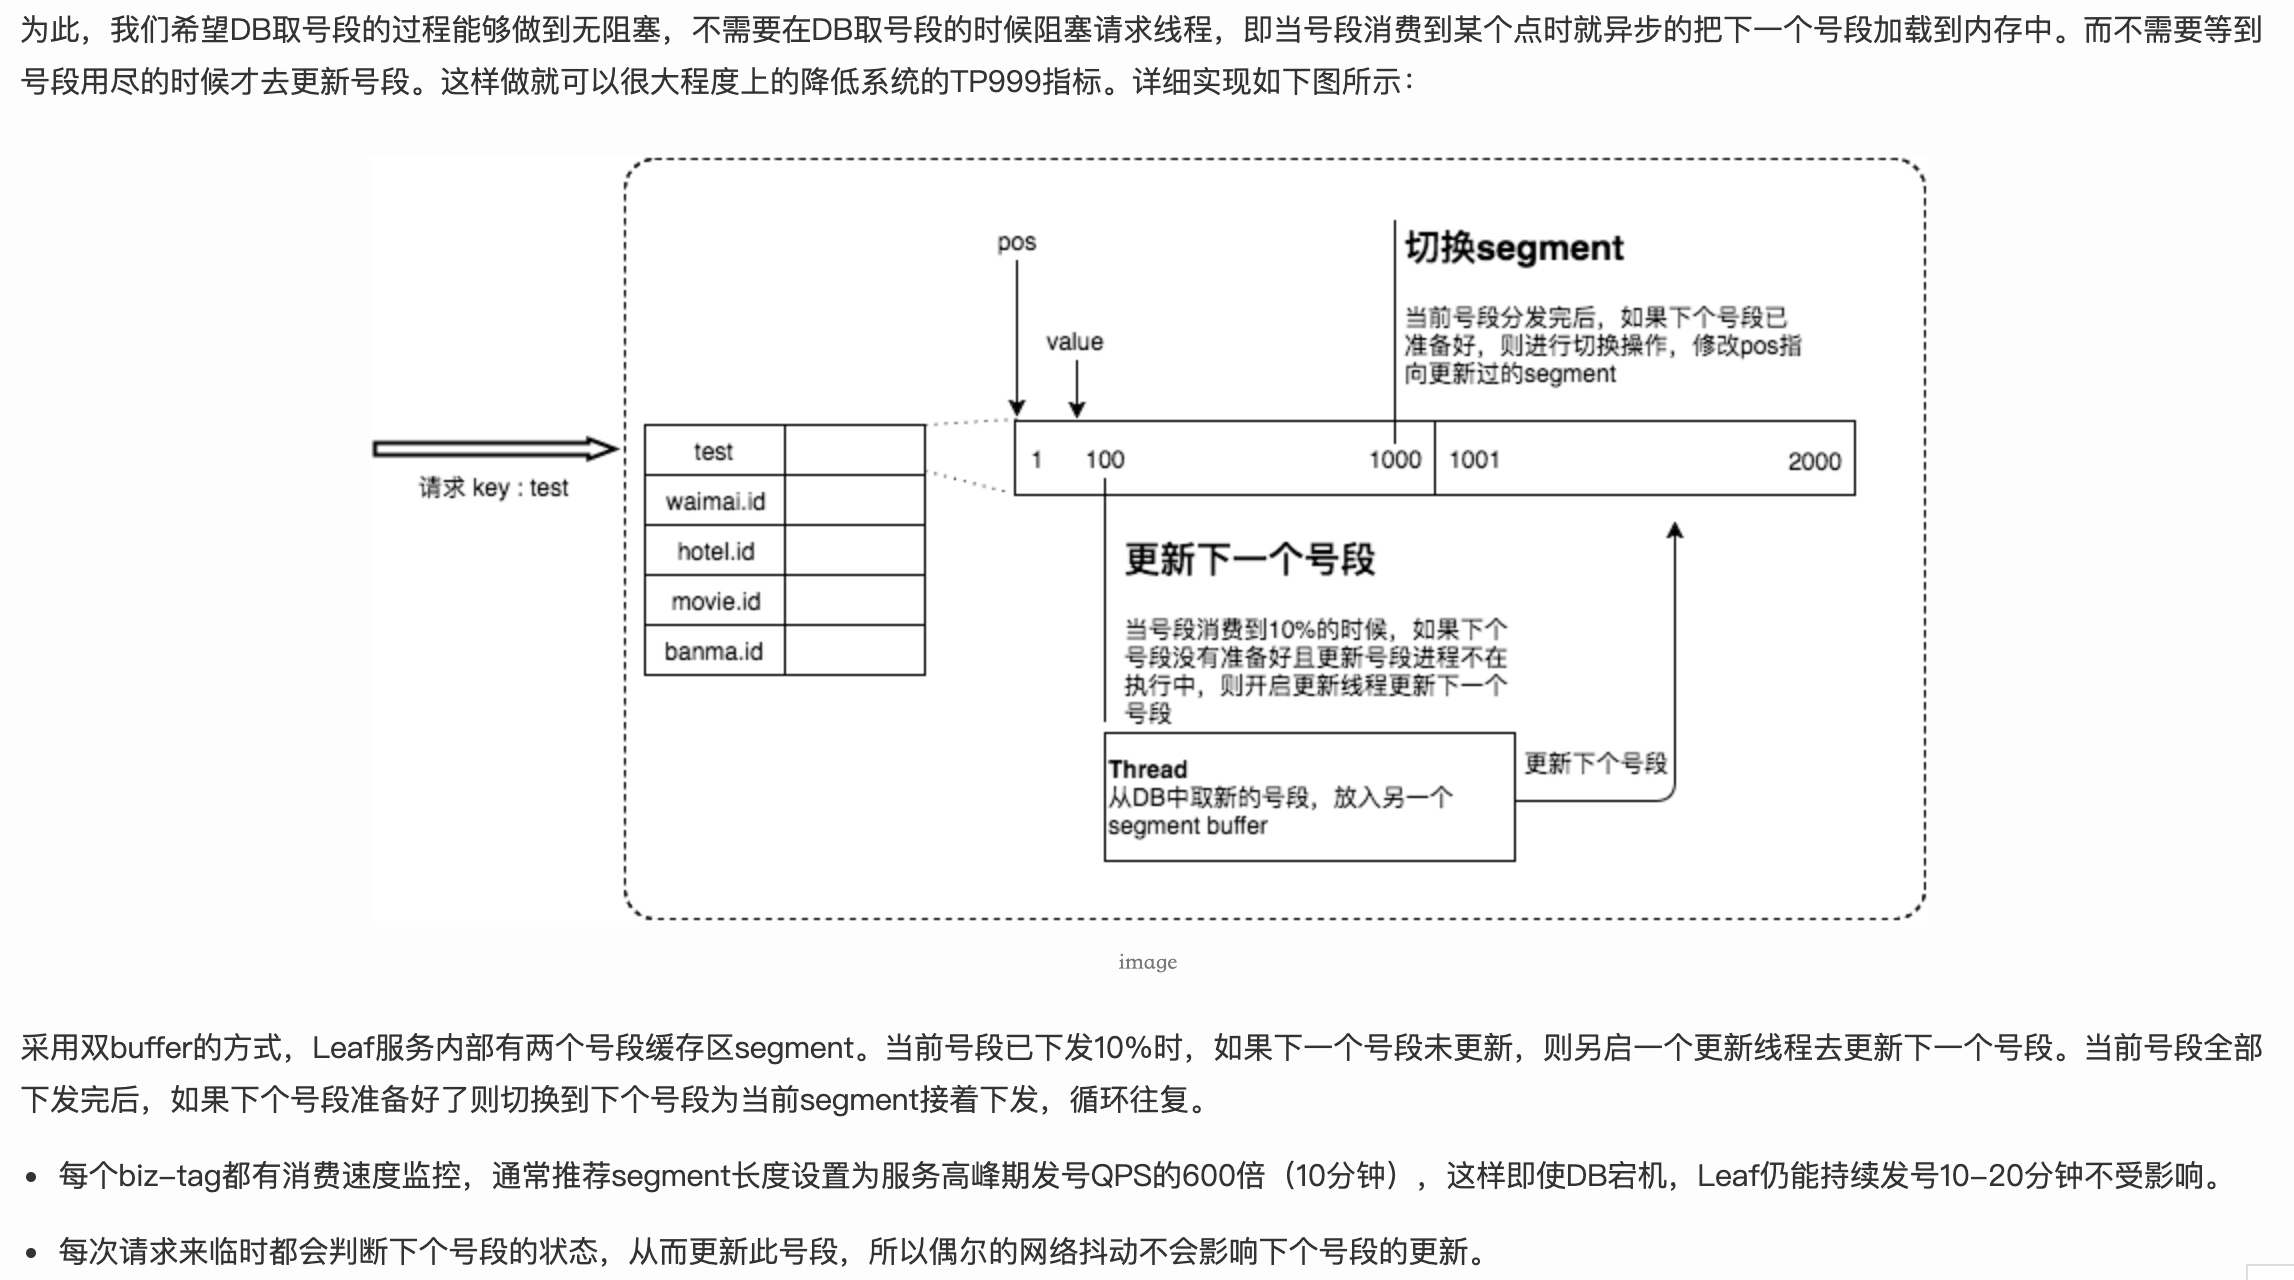 为此，我们希望DB取号段的过程能够做到无阻塞，不需要在DB取号段的时候阻塞请求线程，即当号段消费到某个点时就异步的把下一个号段加载到内存中。而不需要等到
号段用尽的时候才去更新号段。这样做就可以很大程度上的降低系统的TP999指标。详细实现如下图所示：
pos
切换segment
当前号段分发完后，如果下个号段已
准备好，则进行切换操作，修改pos指
向更新过的segment
value
请求 key : test
test
waimai.id
hotel.id
movie.id
banma.id
1 100 1000 1001 2000
更新下一个号段
当号段消费到10%的时候，如果下个
号段没有准备好且更新号段进程不在
执行中，则开启更新线程更新下一个
号段
Thread
从DB中取新的号段，放入另一个
segment buffer
更新下个号段
image
采用双buffer的方式，Leaf服务内部有两个号段缓存区segment。当前号段已下发10%时，如果下一个号段未更新，则另启一个更新线程去更新下一个号段。当前号段全部
下发完后，如果下个号段准备好了则切换到下个号段为当前segment接着下发，循环往复。
• 每个biz-tag都有消费速度监控，通常推荐segment长度设置为服务高峰期发号QPS的600倍（10分钟），这样即使DB宕机，Leaf仍能持续发号10-20分钟不受影响。
• 每次请求来临时都会判断下个号段的状态，从而更新此号段，所以偶尔的网络抖动不会影响下个号段的更新。